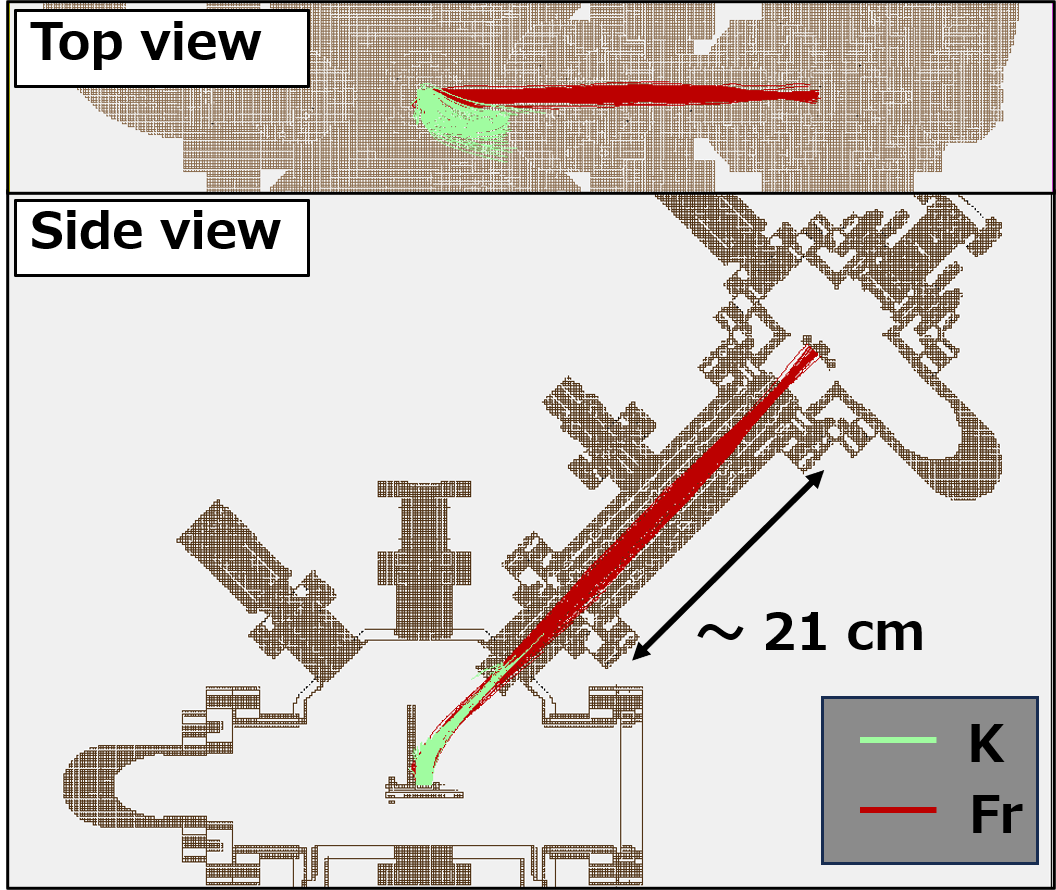 Top view
Side view
～ 21 cm
K
Fr